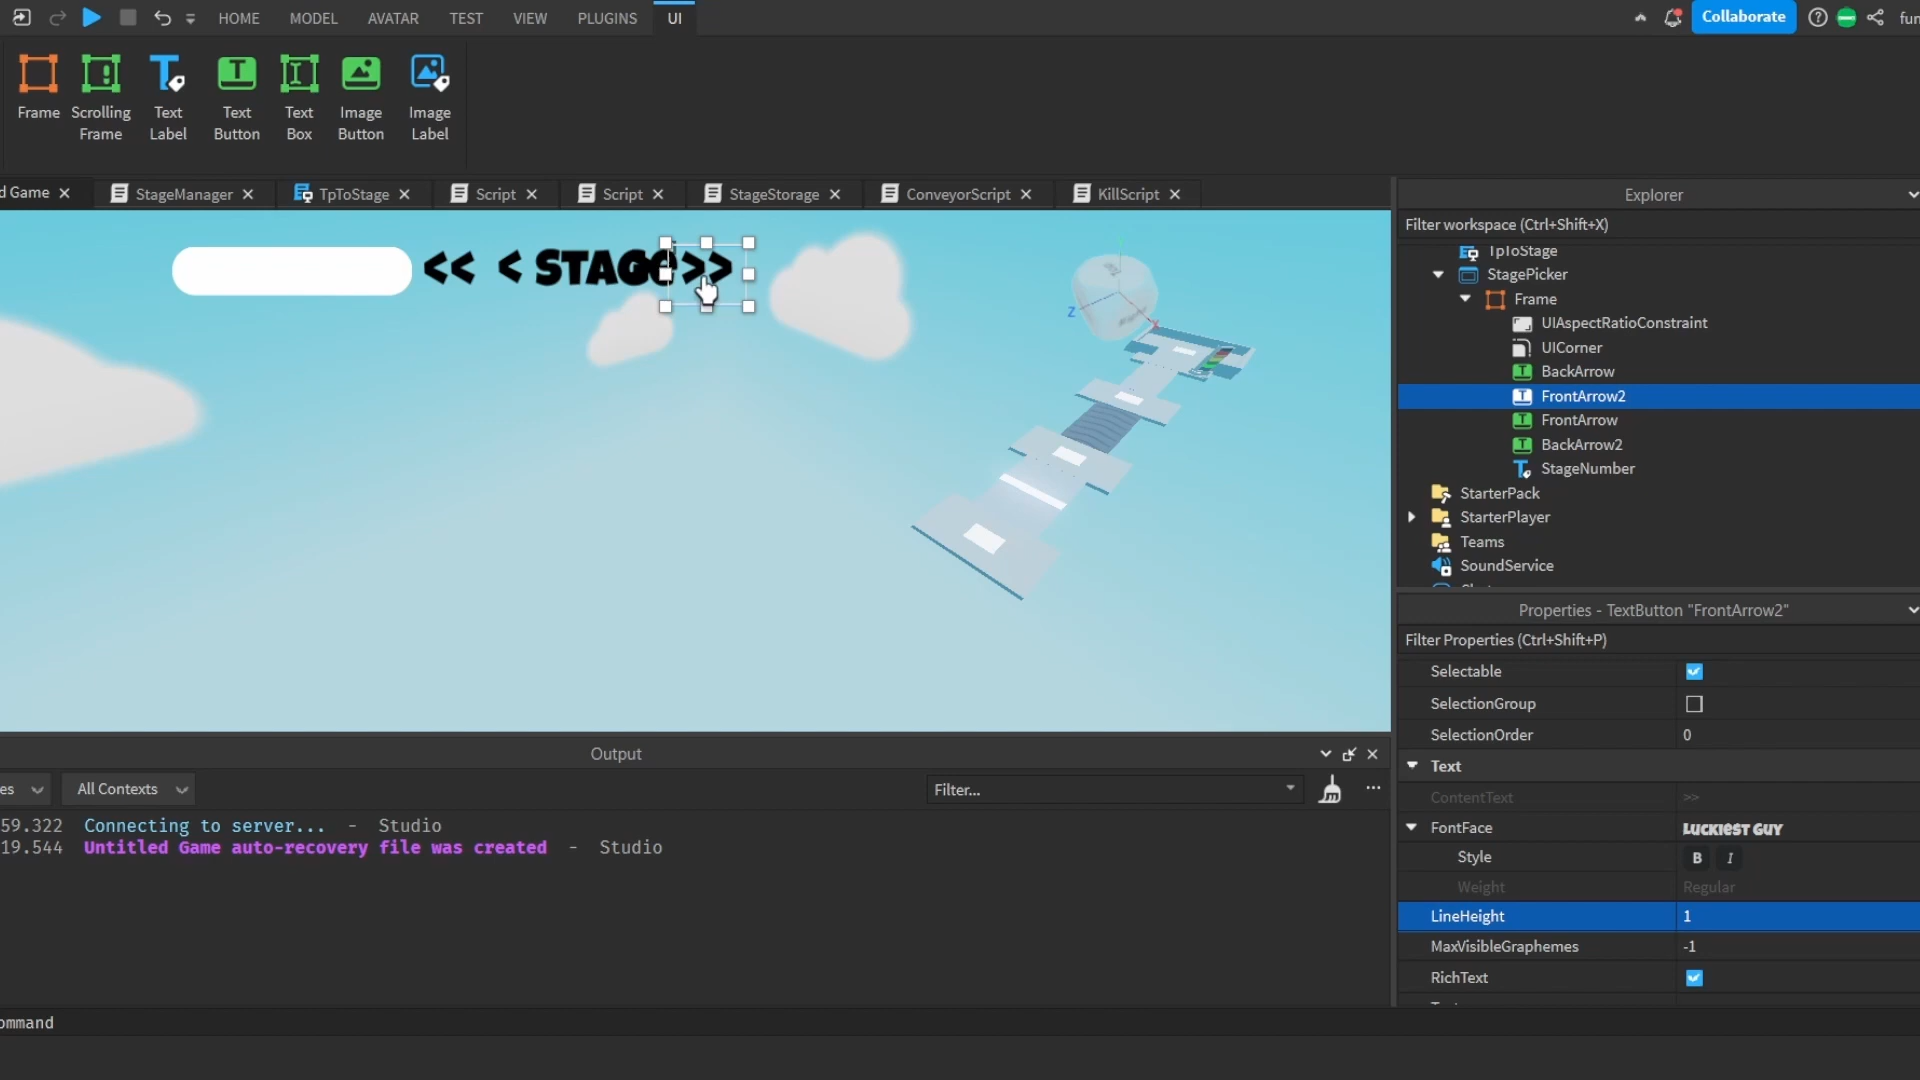 HOME MODEL AVATAR TEST VIEW PLUGINS UI
Collaborate
fun
Frame
Scrolling Frame
Text Label
Text Button
Text Box
Image Button
Image Label
d Game
StageManager
TpToStage
Script
Script
StageStorage
ConveyorScript
KillScript
Explorer
Filter workspace (Ctrl+Shift+X)
<< < STAGE >>
Z
TpToStage
StagePicker
Frame
UIAspectRatioConstraint
UICorner
BackArrow
FrontArrow2
FrontArrow
BackArrow2
StageNumber
StarterPack
StarterPlayer
Teams
SoundService
Properties - TextButton "FrontArrow2"
Filter Properties (Ctrl+Shift+P)
Selectable
SelectionGroup
SelectionOrder 0
Text
ContentText >>
FontFace LUCKIEST GUY
Style B I
Weight Regular
LineHeight 1
MaxVisibleGraphemes -1
RichText
Output
es All Contexts Filter...
59.322 Connecting to server... - Studio
19.544 Untitled Game auto-recovery file was created - Studio
ommand